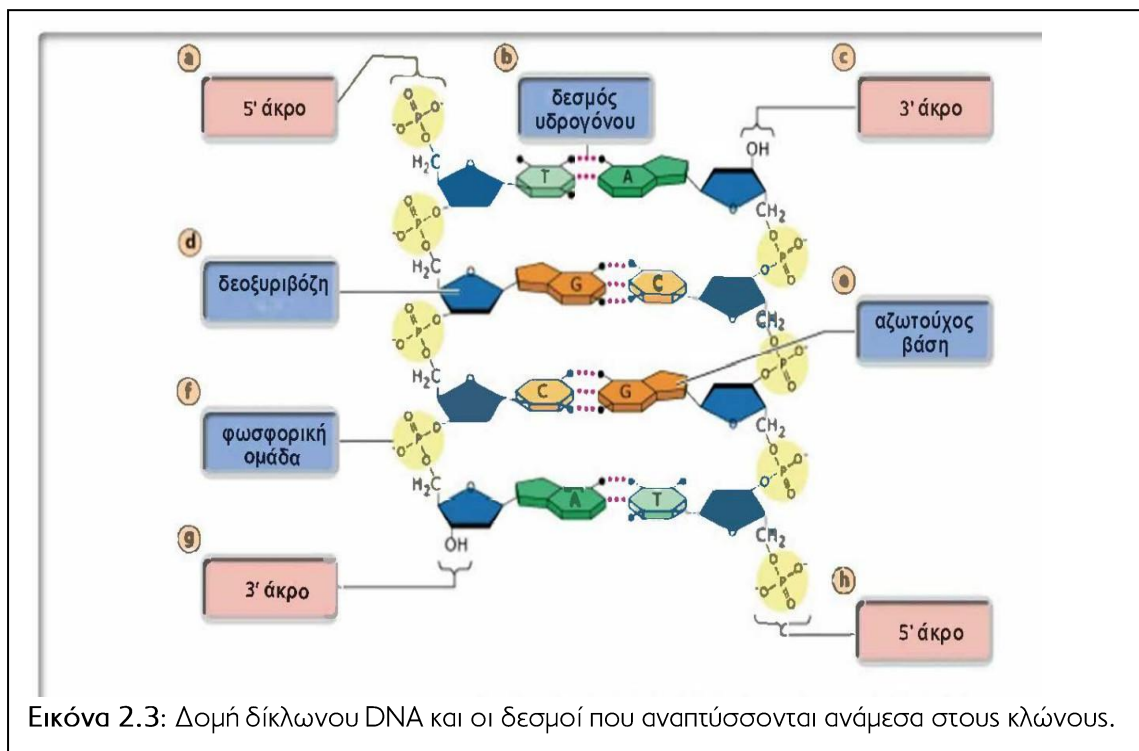 a
b
c
5' άκρο
δεσμός
υδρογόνου
3' άκρο
OH
H₂C
T
A
CH₂
d
δεοξυριβόζη
H₂C
G
C
CH₂
e
αζωτούχος
βάση
f
φωσφορική
ομάδα
H₂C
C
G
CH₂
H₂C
A
T
CH₂
g
3' άκρο
OH
h
5' άκρο
Εικόνα 2.3: Δομή δίκλωνου DNA και οι δεσμοί που αναπτύσσονται ανάμεσα στους κλώνους.